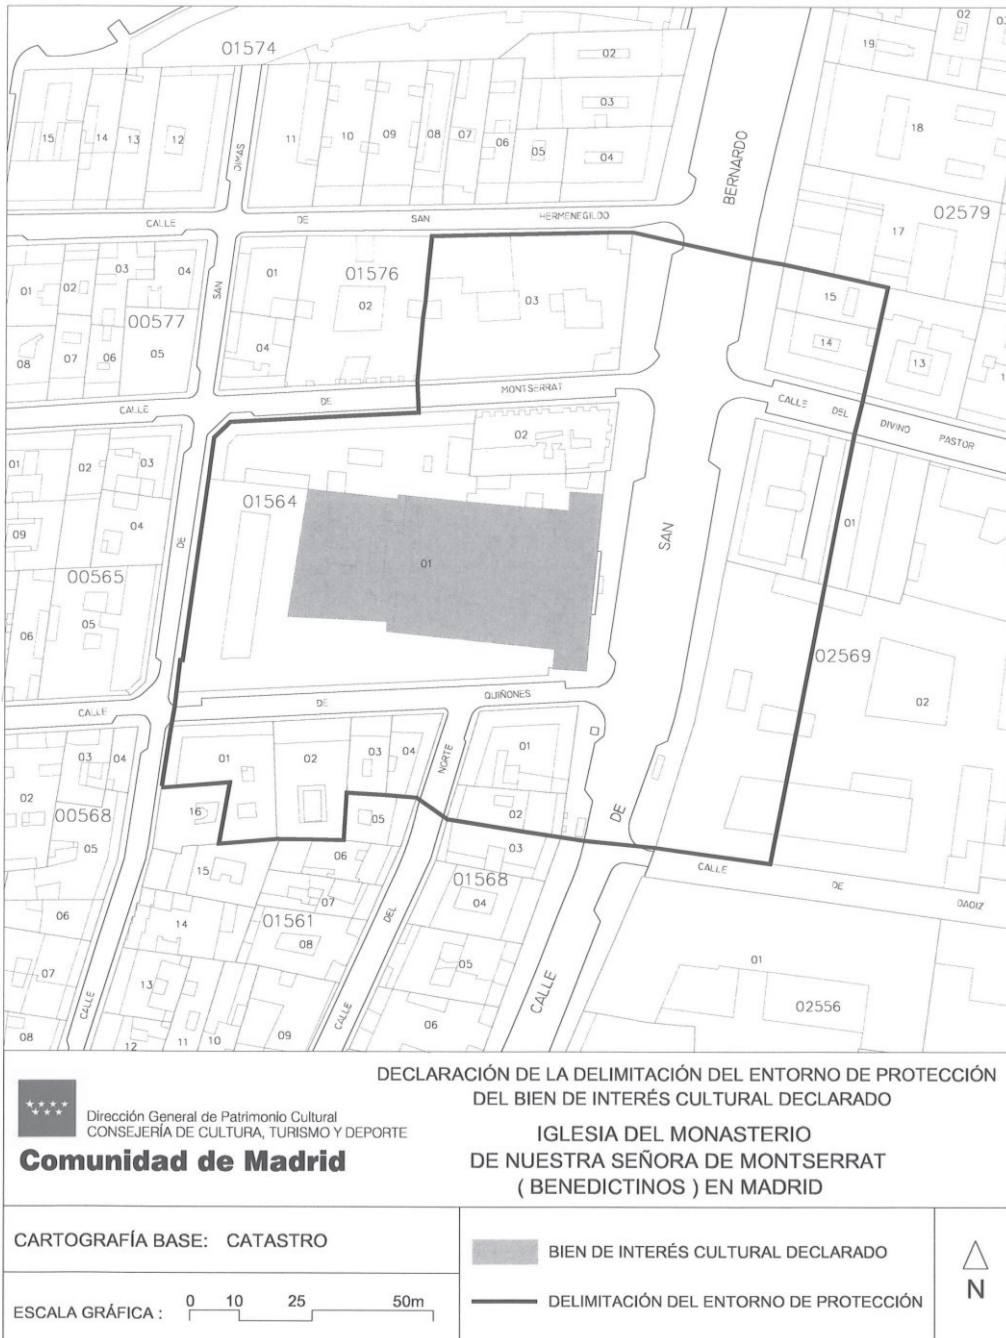 01574
02
02
03
19
03
18
15
14
13
12
11
10
09
08
07
06
05
04
DIMAS
BERNARDO
02579
CALLE DE SAN HERMENEGILDO
17
01576
01
02
03
04
03
04
01
02
00577
08
07
06
05
SAN
15
14
13
CALLE DE MONTSERRAT
CALLE DEL DIVINO PASTOR
02
01
02
03
01564
04
09
DE
01
SAN
01
00565
05
06
02569
02
CALLE DE QUIÑONES
01
02
03
04
NORTE
01
03
04
02
00568
16
05
02
DE
05
06
03
CALLE DE DAOIZ
15
01568
04
07
01561
06
14
08
DEL
05
01
07
13
CALLE
02556
08
CALLE
12
11
10
09
CALLE
06
DECLARACIÓN DE LA DELIMITACIÓN DEL ENTORNO DE PROTECCIÓN
DEL BIEN DE INTERÉS CULTURAL DECLARADO
Dirección General de Patrimonio Cultural
CONSEJERÍA DE CULTURA, TURISMO Y DEPORTE
Comunidad de Madrid
IGLESIA DEL MONASTERIO
DE NUESTRA SEÑORA DE MONTSERRAT
( BENEDICTINOS ) EN MADRID
CARTOGRAFÍA BASE: CATASTRO
BIEN DE INTERÉS CULTURAL DECLARADO
DELIMITACIÓN DEL ENTORNO DE PROTECCIÓN
N
ESCALA GRÁFICA : 0 10 25 50m